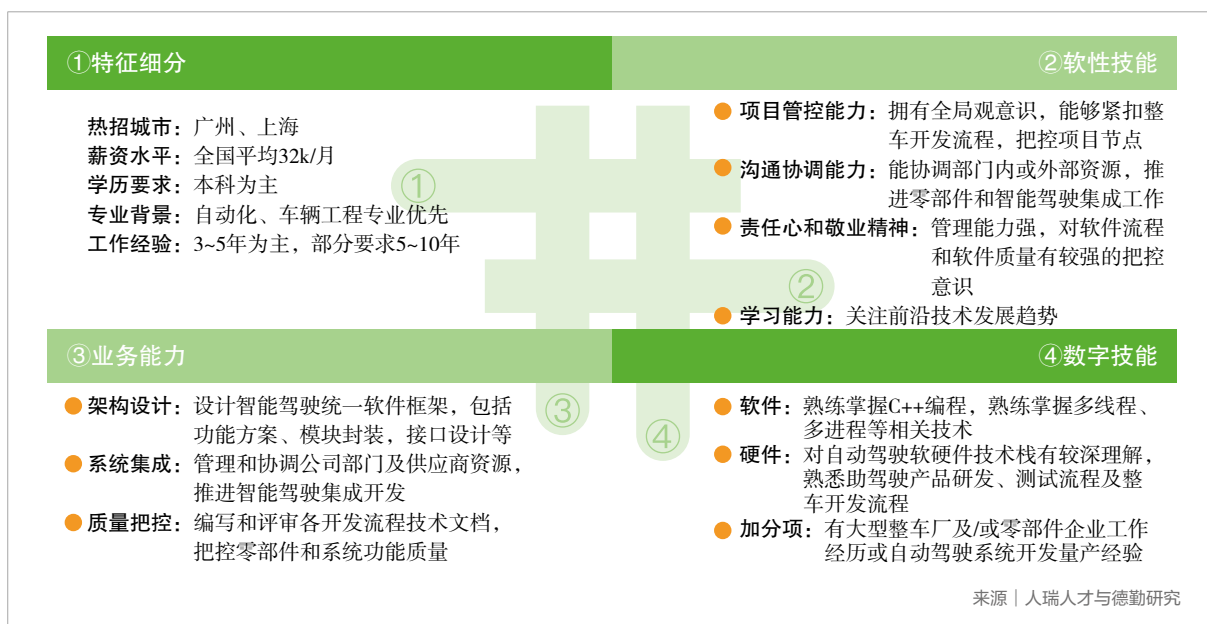 ①特征细分
热招城市：广州、上海
薪资水平：全国平均32k/月
学历要求：本科为主
专业背景：自动化、车辆工程专业优先
工作经验：3~5年为主，部分要求5~10年
①
②软性技能
项目管控能力：拥有全局观意识，能够紧扣整
车开发流程，把控项目节点
沟通协调能力：能协调部门内或外部资源，推
进零部件和智能驾驶集成工作
责任心和敬业精神：管理能力强，对软件流程
和软件质量有较强的把控
意识
学习能力：关注前沿技术发展趋势
②
③业务能力
架构设计：设计智能驾驶统一软件框架，包括
功能方案、模块封装，接口设计等
系统集成：管理和协调公司部门及供应商资源，
推进智能驾驶集成开发
质量把控：编写和评审各开发流程技术文档，
把控零部件和系统功能质量
③
④数字技能
软件：熟练掌握C++编程，熟练掌握多线程、
多进程等相关技术
硬件：对自动驾驶软硬件技术栈有较深理解，
熟悉助驾驶产品研发、测试流程及整
车开发流程
加分项：有大型整车厂及/或零部件企业工作
经历或自动驾驶系统开发量产经验
④
来源｜人瑞人才与德勤研究